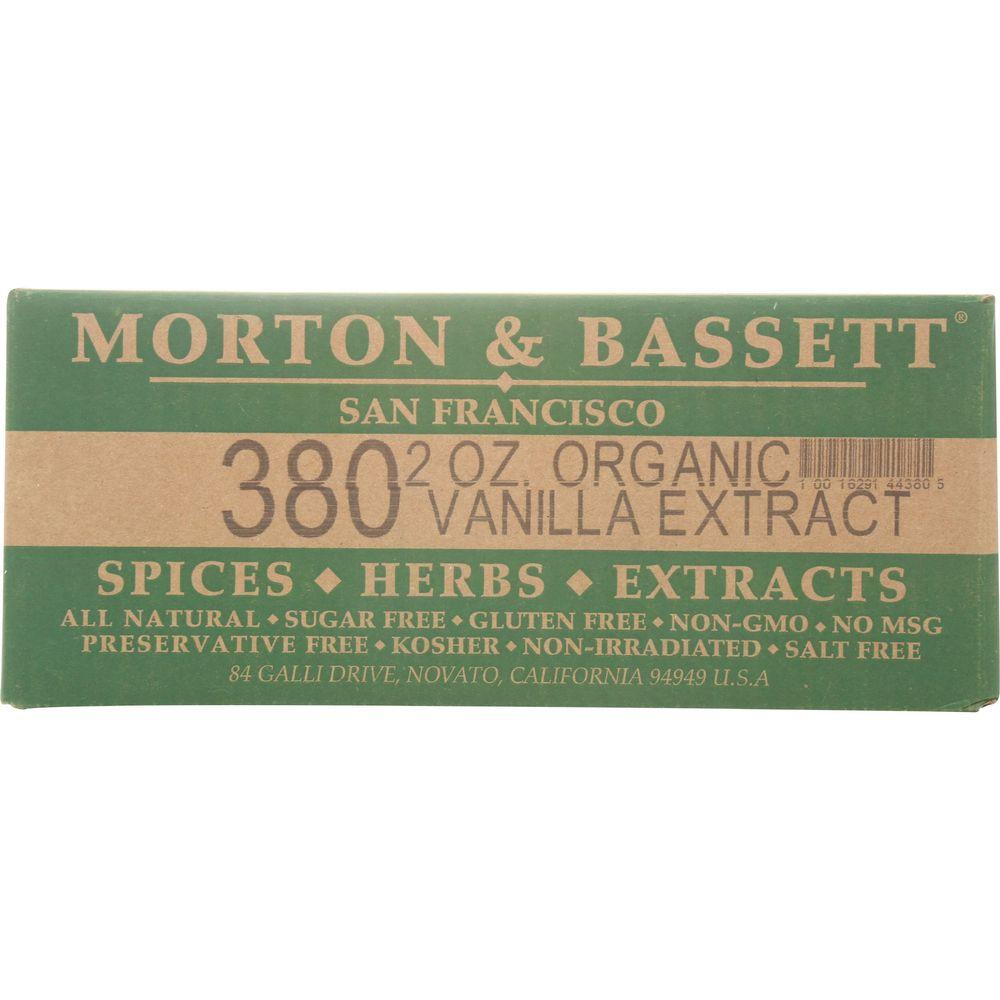 MORTON & BASSETT®
SAN FRANCISCO
380 2 OZ. ORGANIC
VANILLA EXTRACT
1 00 16291 44380 5
SPICES ◆ HERBS ◆ EXTRACTS
ALL NATURAL ◆ SUGAR FREE ◆ GLUTEN FREE ◆ NON-GMO ◆ NO MSG
PRESERVATIVE FREE ◆ KOSHER ◆ NON-IRRADIATED ◆ SALT FREE
84 GALLI DRIVE, NOVATO, CALIFORNIA 94949 U.S.A